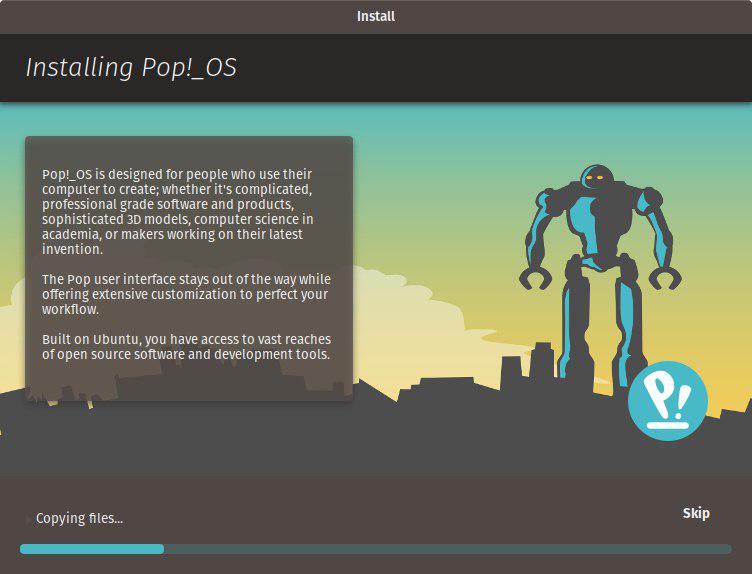 Install
Installing Pop!_OS
Pop!_OS is designed for people who use their
computer to create; whether it's complicated,
professional grade software and products,
sophisticated 3D models, computer science in
academia, or makers working on their latest
invention.
The Pop user interface stays out of the way while
offering extensive customization to perfect your
workflow.
Built on Ubuntu, you have access to vast reaches
of open source software and development tools.
P!
Copying files...
Skip